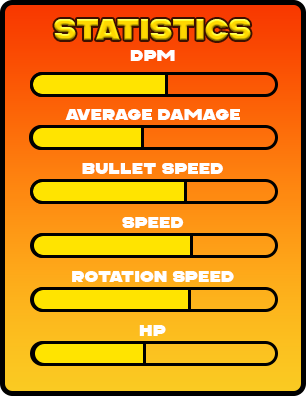 STATISTICS
DPM
AVERAGE DAMAGE
BULLET SPEED
SPEED
ROTATION SPEED
HP